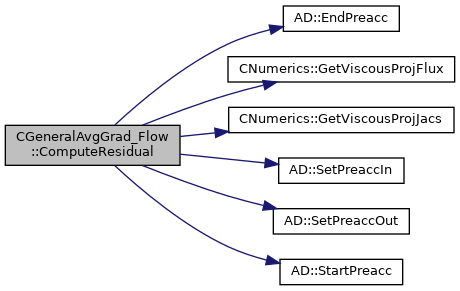 CGeneralAvgGrad_Flow
::ComputeResidual
AD::EndPreacc
CNumerics::GetViscousProjFlux
CNumerics::GetViscousProjJacs
AD::SetPreaccIn
AD::SetPreaccOut
AD::StartPreacc